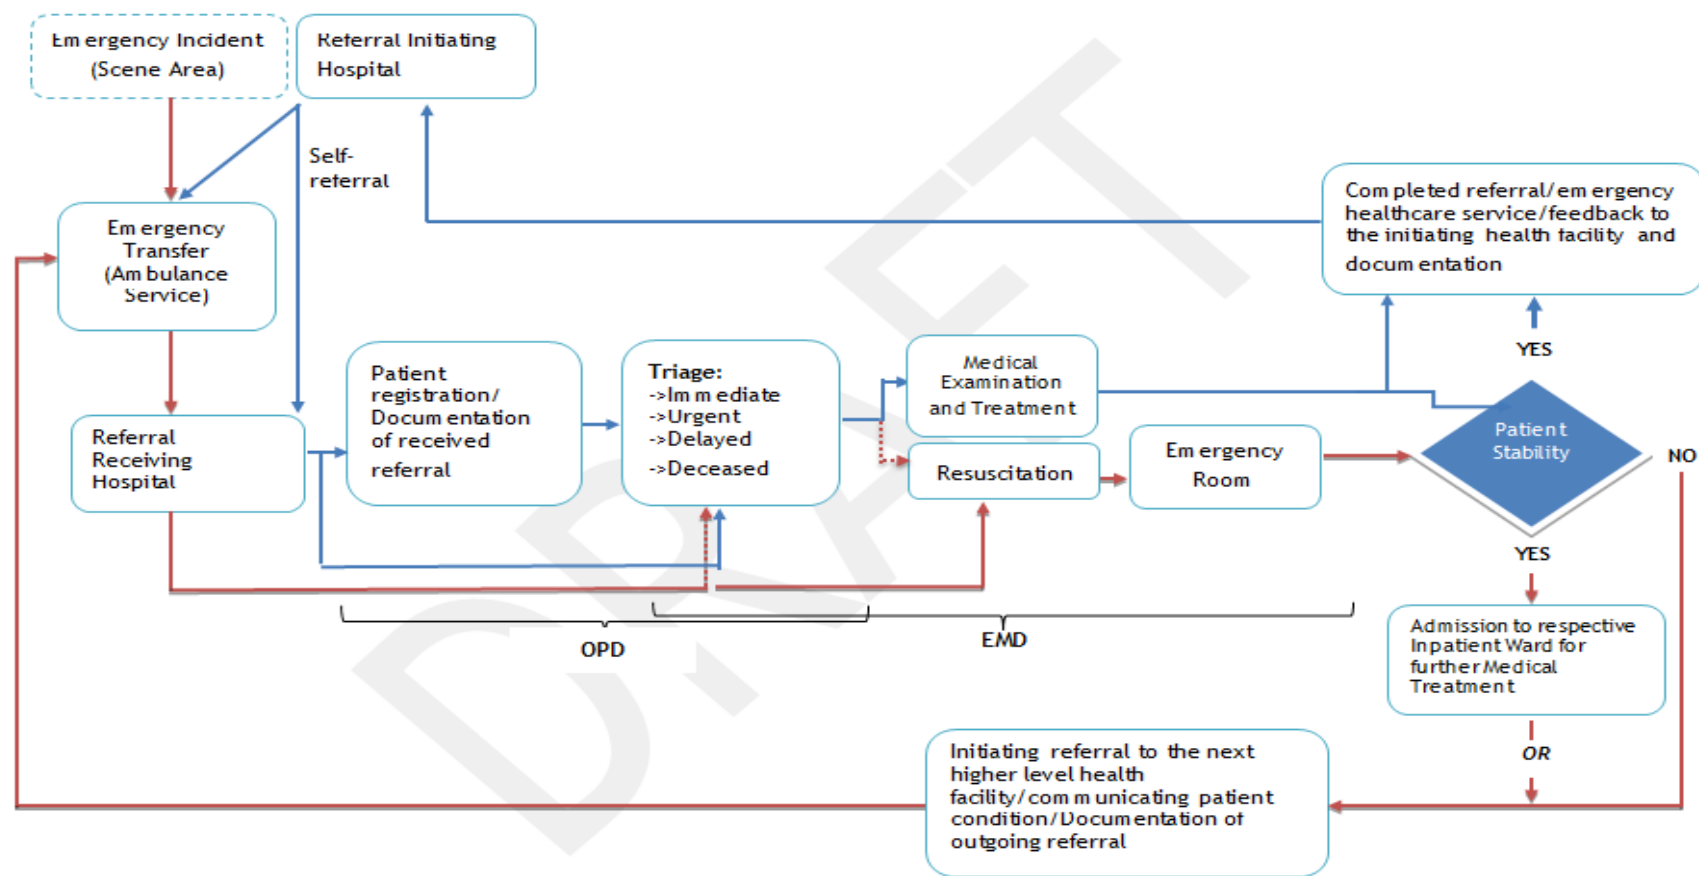 Emergency Incident
(Scene Area)
Referral Initiating
Hospital
Self-
referral
Emergency
Transfer
(Ambulance
Service)
Completed referral/emergency
healthcare service/feedback to
the initiating health facility and
documentation
YES
Patient
registration/
Documentation
of received
referral
Triage:
->Immediate
->Urgent
->Delayed
->Deceased
Medical
Examination
and Treatment
Resuscitation
Emergency
Room
Patient
Stability
NO
Referral
Receiving
Hospital
YES
OPD
EMD
Admission to respective
Inpatient Ward for
further Medical
Treatment
OR
Initiating referral to the next
higher level health
facility/communicating patient
condition/Documentation of
outgoing referral
DRAFT